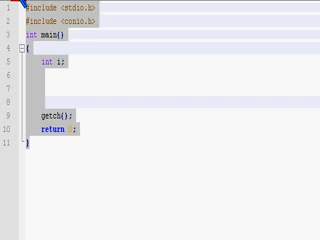 1 #include <stdio.h>
2 #include <conio.h>
3 int main()
4 {
5 int i;
6
7
8
9 getch();
10 return ;
11 }